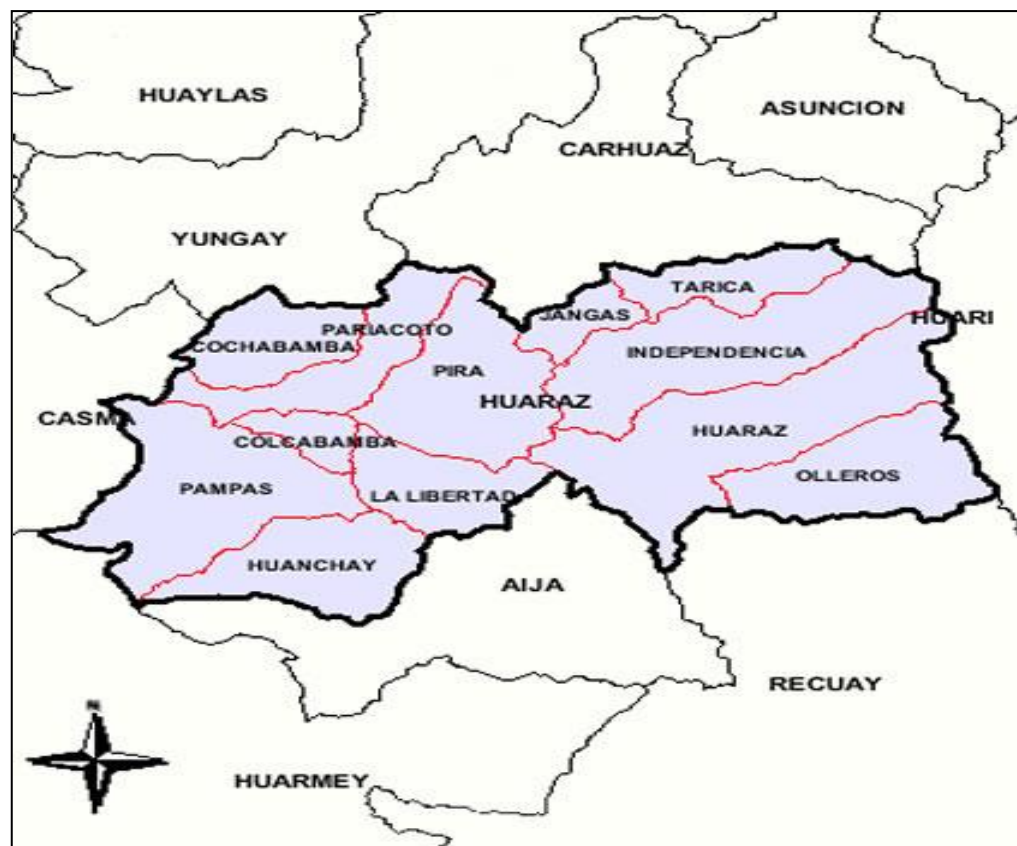 HUAYLAS
ASUNCION
CARHUAZ
YUNGAY
TARICA
JANGAS
HUARI
PARIACOTO
COCHABAMBA
INDEPENDENCIA
PIRA
HUARAZ
CASMA
HUARAZ
COLCABAMBA
OLLEROS
PAMPAS
LA LIBERTAD
HUANCHAY
AIJA
RECUAY
N
HUARMEY